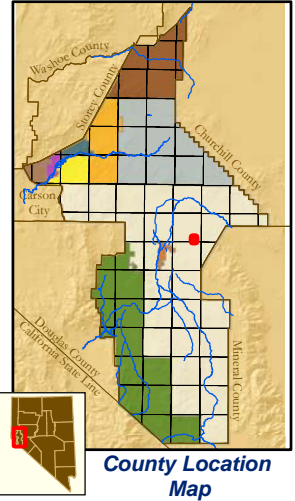 Washoe County
Storey County
Churchill County
Carson
City
Douglas County
California State Line
Mineral County
County Location
Map